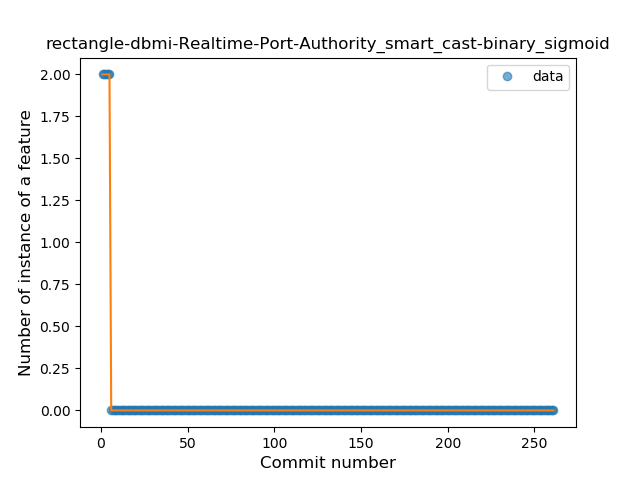 rectangle-dbmi-Realtime-Port-Authority_smart_cast-binary_sigmoid
data
Number of instance of a feature
2.00
1.75
1.50
1.25
1.00
0.75
0.50
0.25
0.00
0 50 100 150 200 250
Commit number